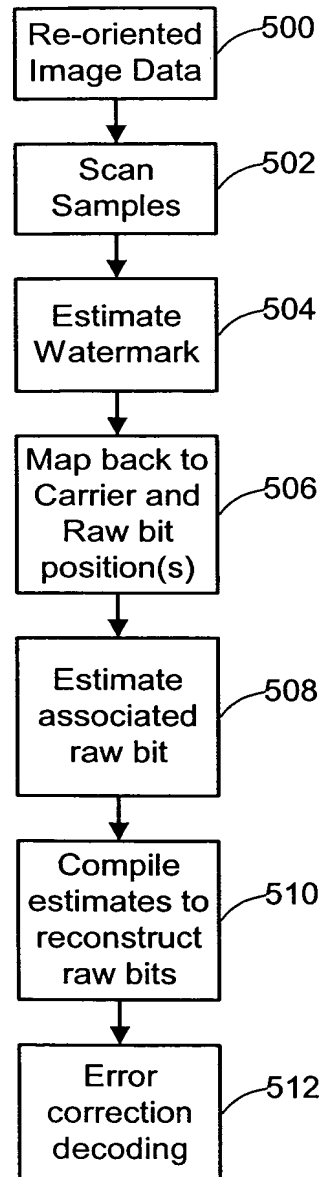 Re-oriented
Image Data
500
Scan
Samples
502
Estimate
Watermark
504
Map back to
Carrier and
Raw bit
position(s)
506
Estimate
associated
raw bit
508
Compile
estimates to
reconstruct
raw bits
510
Error
correction
decoding
512